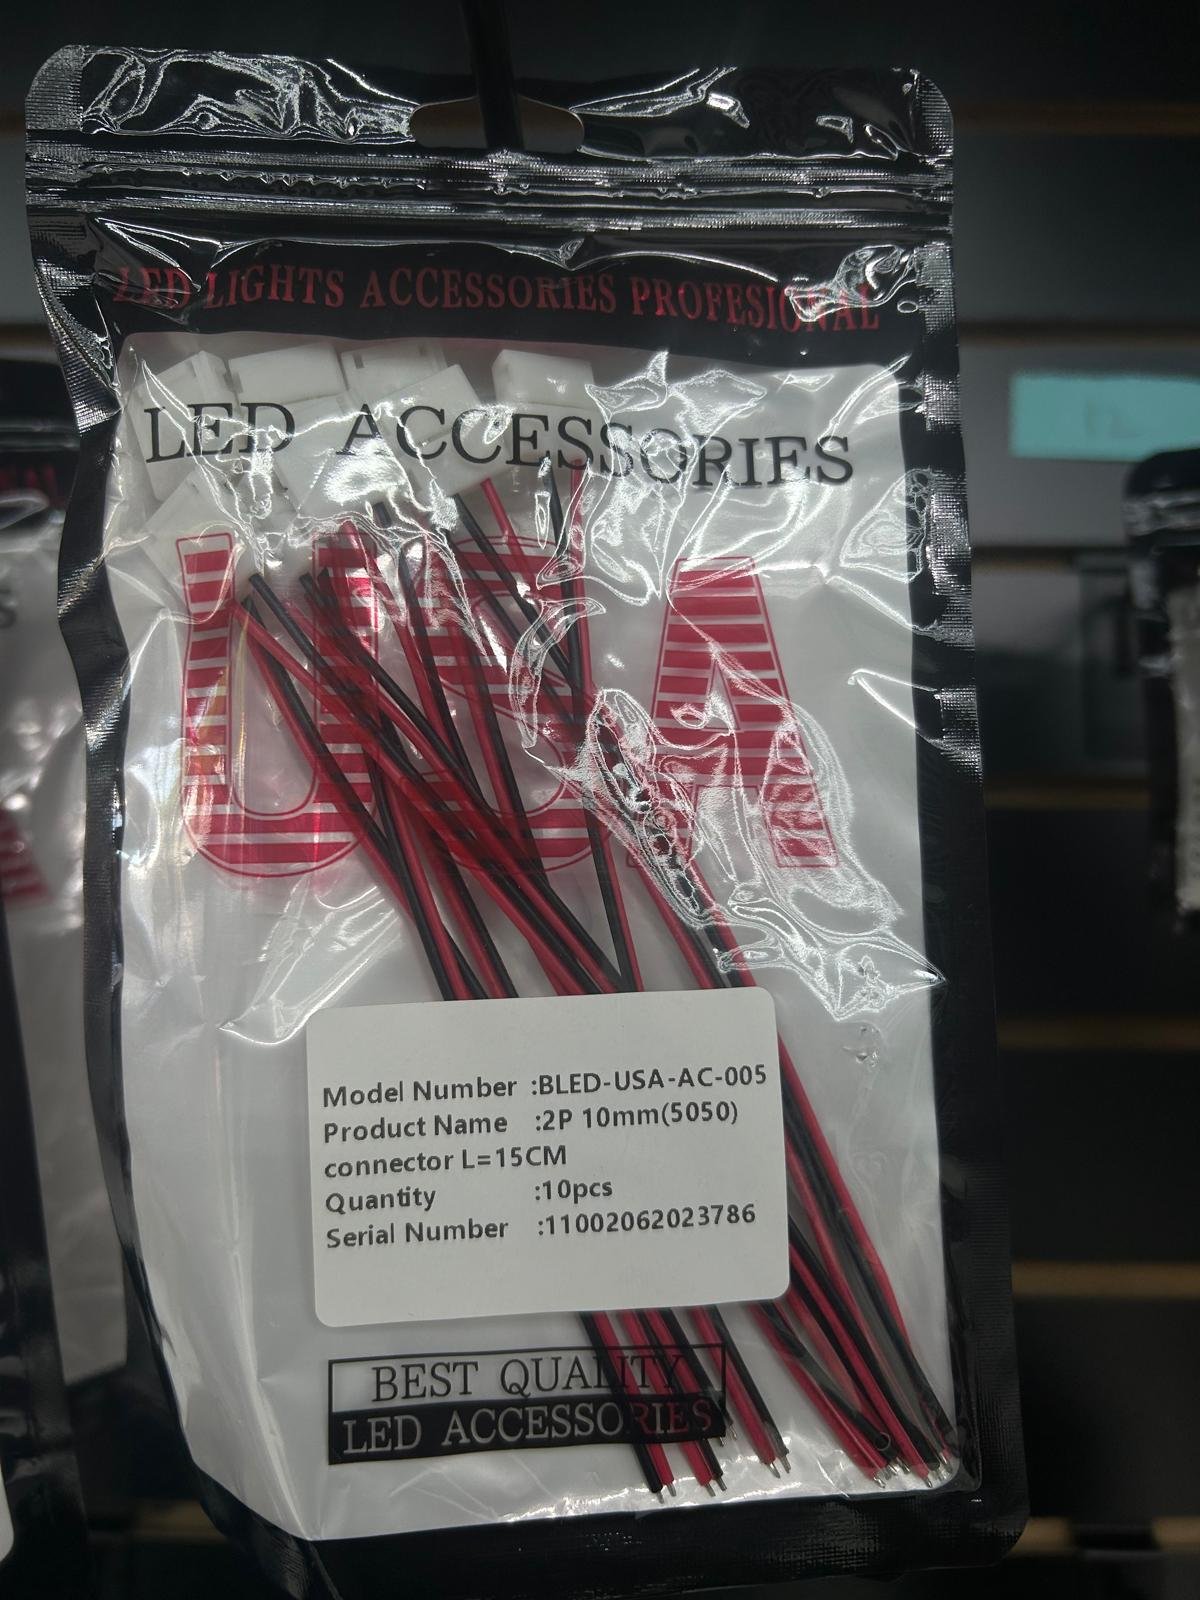 LED LIGHTS ACCESSORIES PROFESIONAL
LED ACCESSORIES
USA
Model Number :BLED-USA-AC-005
Product Name :2P 10mm(5050)
connector L=15CM
Quantity :10pcs
Serial Number :11002062023786
BEST QUALITY
LED ACCESSORIES